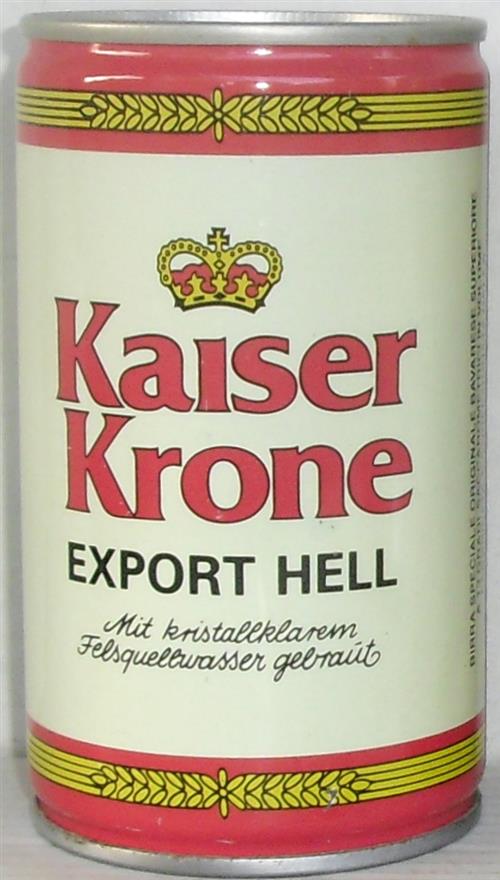 Kaiser
Krone
EXPORT HELL
Mit kristallklarem
Felsquellwasser gebraut
BIRRA SPECIALE ORIGINALE BAVARESE SUPERIORE